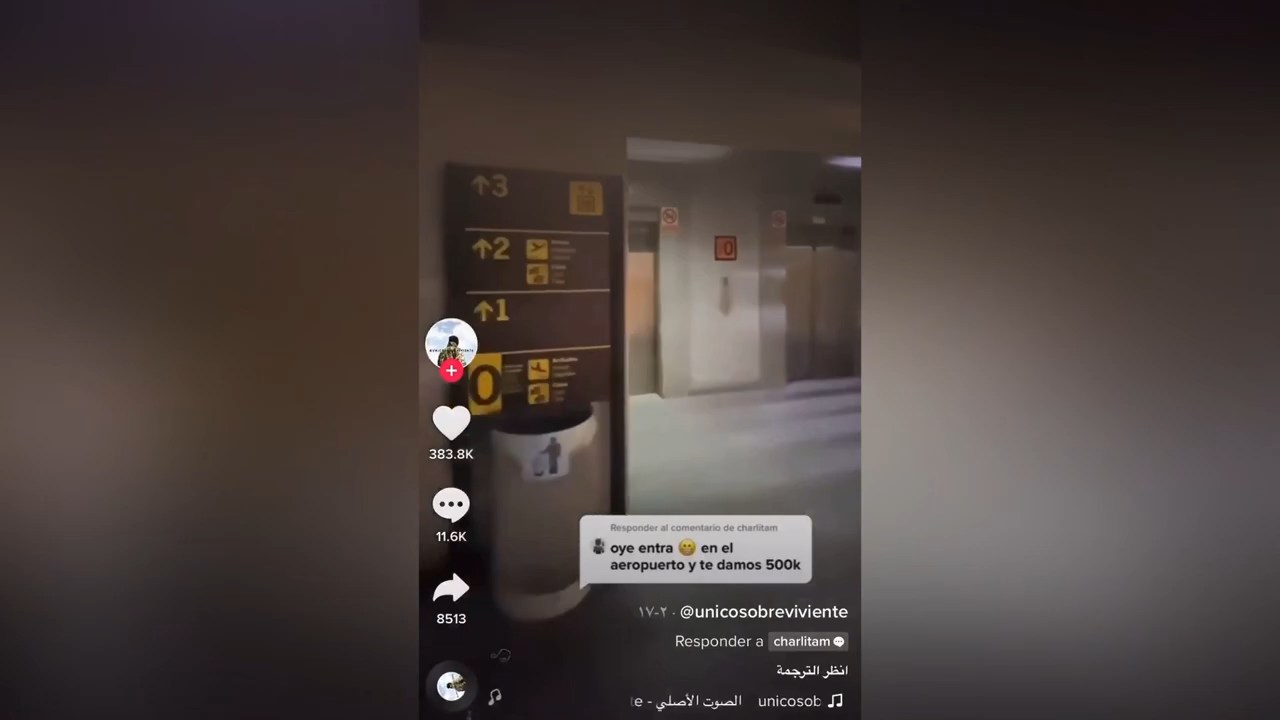 ↑3
↑2
↑1
0
0
383.8K
11.6K
8513
Responder al comentario de charlitam
oye entra 😁 en el
aeropuerto y te damos 500k
@unicosobreviviente · ٢-١٧
Responder a charlitam
انظر الترجمة
unicosob الصوت الأصلي - te